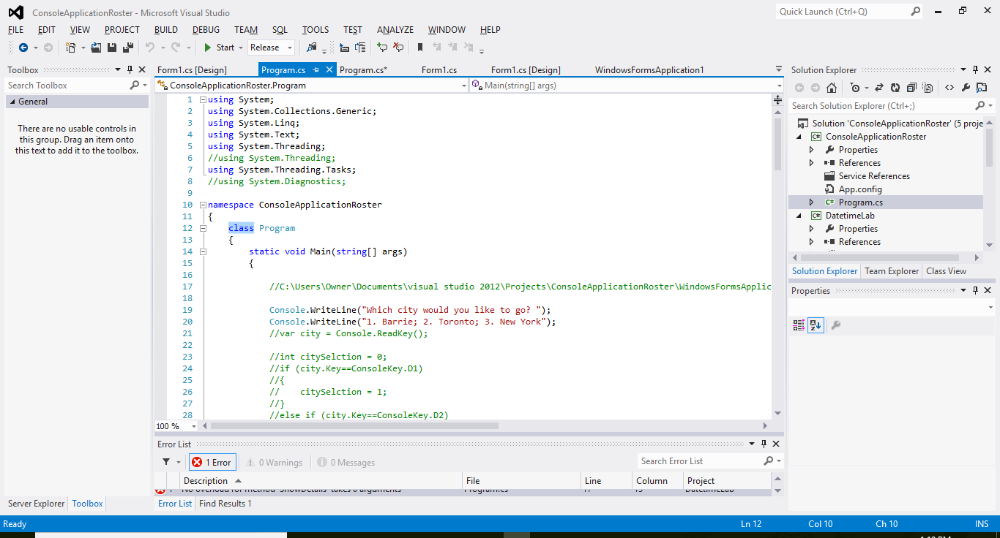 ConsoleApplicationRoster - Microsoft Visual Studio
Quick Launch (Ctrl+Q)
FILE EDIT VIEW PROJECT BUILD DEBUG TEAM SQL TOOLS TEST ANALYZE WINDOW HELP
Start Release
Toolbox
Search Toolbox
General
There are no usable controls in
this group. Drag an item onto
this text to add it to the toolbox.
Server Explorer Toolbox
Form1.cs [Design] Program.cs Program.cs* Form1.cs Form1.cs [Design] WindowsFormsApplication1
ConsoleApplicationRoster.Program Main(string[] args)
1 using System;
2 using System.Collections.Generic;
3 using System.Linq;
4 using System.Text;
5 using System.Threading;
6 //using System.Threading;
7 using System.Threading.Tasks;
8 //using System.Diagnostics;
9
10 namespace ConsoleApplicationRoster
11 {
12 class Program
13 {
14 static void Main(string[] args)
15 {
16
17 //C:\Users\Owner\Documents\visual studio 2012\Projects\ConsoleApplicationRoster\WindowsFormsApplic
18
19 Console.WriteLine("Which city would you like to go? ");
20 Console.WriteLine("1. Barrie; 2. Toronto; 3. New York");
21 //var city = Console.ReadKey();
22
23 //int citySelction = 0;
24 //if (city.Key==ConsoleKey.D1)
25 //{
26 // citySelction = 1;
27 //}
28 //else if (city.Key==ConsoleKey.D2)
100 %
Error List
1 Error 0 Warnings 0 Messages
Search Error List
Description File Line Column Project
No overload for method 'ShowDetails' takes 0 arguments Program.cs 17 DatetimeLab
Error List Find Results 1
Solution Explorer
Search Solution Explorer (Ctrl+;)
Solution 'ConsoleApplicationRoster' (5 proje
C# ConsoleApplicationRoster
Properties
References
Service References
App.config
C# Program.cs
C# DatetimeLab
Properties
References
Solution Explorer Team Explorer Class View
Properties
Ready Ln 12 Col 10 Ch 10 INS